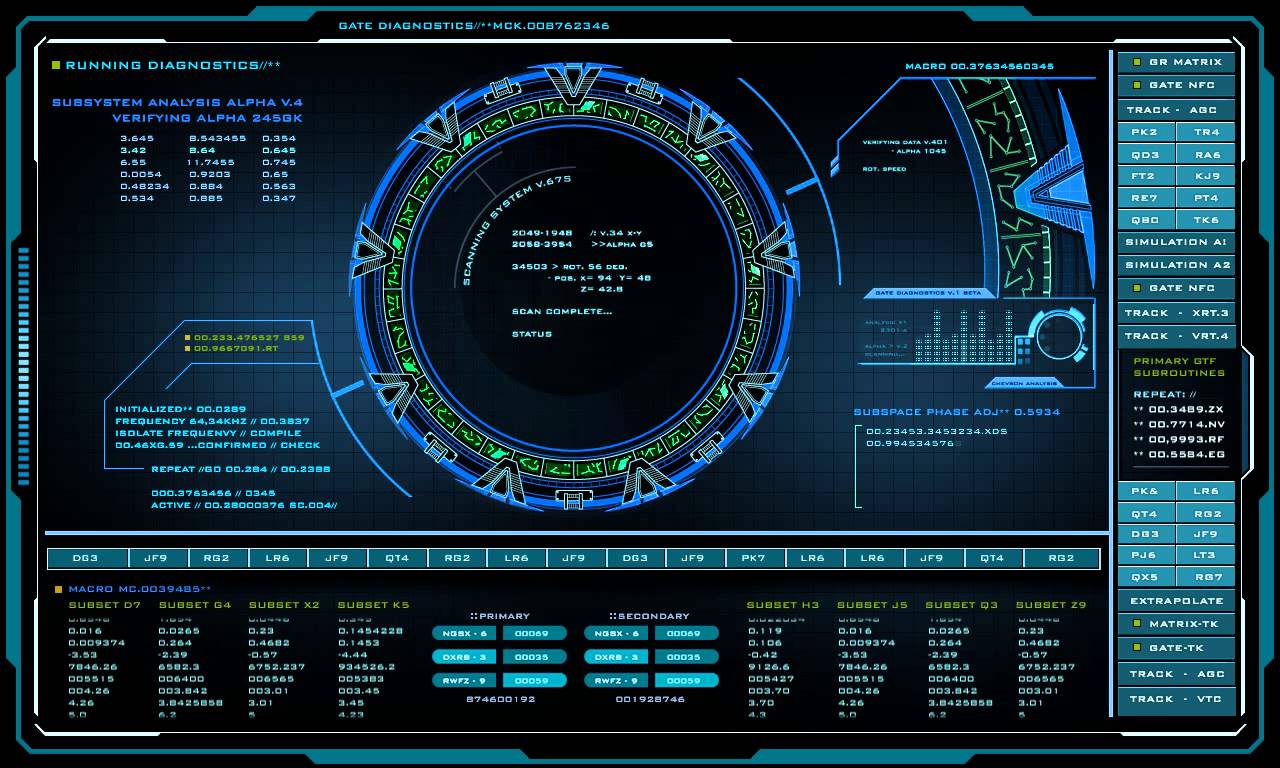 GATE DIAGNOSTICS//**MCK.008762346
RUNNING DIAGNOSTICS//**
SUBSYSTEM ANALYSIS ALPHA V.4
VERIFYING ALPHA 245GK
3.645 8.543455 0.354
3.42 8.64 0.645
6.55 11.7455 0.745
0.0054 0.9203 0.65
0.48234 0.884 0.563
0.534 0.885 0.347
SCANNING SYSTEM V.675
2049-1948 /: V.34 X-Y
2058-3954 >>ALPHA G5
34503 > ROT. 56 DEG.
- POS. X= 94 Y= 48
Z= 42.8
SCAN COMPLETE...
STATUS
MACRO 00.37634560345
VERIFYING DATA V.401
- ALPHA 1045
ROT. SPEED
GATE DIAGNOSTICS V.1 BETA
CHEVRON ANALYSIS
SUBSPACE PHASE ADJ** 0.5934
00.23453.3453234.XDS
00.994534576
00.233.476527 859
00.9667091.RT
INITIALIZED** 00.0289
FREQUENCY 64,34KHZ // 00.3837
ISOLATE FREQUENVY // COMPILE
00.46XG.59 ...CONFIRMED // CHECK
REPEAT //GO 00.284 // 00.2388
000.3763456 // 0345
ACTIVE // 00.28000376 SC.004//
DG3 JF9 RG2 LR6 JF9 QT4 RG2 LR6 JF9 DG3 JF9 PK7 LR6 LR6 JF9 QT4 RG2
MACRO MC.0039485**
SUBSET D7 SUBSET G4 SUBSET X2 SUBSET K5
0.016 0.0265 0.23 0.1454228
0.009374 0.264 0.4682 0.1453
-3.53 -2.39 -0.57 -4.44
7846.26 6582.3 6752.237 934526.2
005515 006400 006565 005383
004.26 003.842 003.01 003.45
4.26 3.8425858 3.01 3.45
5.0 6.2 5 4.23
::PRIMARY
NGSX - 6 00069
DXRB - 3 00035
RWFZ - 9 00059
874600192
::SECONDARY
NGSX - 6 00069
DXRB - 3 00035
RWFZ - 9 00059
001928746
SUBSET H3 SUBSET J5 SUBSET Q3 SUBSET Z9
0.119 0.016 0.0265 0.23
0.106 0.009374 0.264 0.4682
-0.42 -3.53 -2.39 -0.57
9126.6 7846.26 6582.3 6752.237
005427 005515 006400 006565
003.70 004.26 003.842 003.01
3.70 4.26 3.8425858 3.01
4.3 5.0 6.2 5
GR MATRIX
GATE NFC
TRACK - AGC
PK2 TR4
QD3 RA6
FT2 KJ9
RE7 PT4
Q80 TK6
SIMULATION A1
SIMULATION A2
GATE NFC
TRACK - XRT.3
TRACK - VRT.4
PRIMARY GTF
SUBROUTINES
REPEAT: //
** 00.3489.ZX
** 00.7714.NV
** 00,9993.RF
** 00.5584.EG
PK& LR6
QT4 RG2
DG3 JF9
PJ6 LT3
QX5 RG7
EXTRAPOLATE
MATRIX-TK
GATE-TK
TRACK - AGC
TRACK - VTC